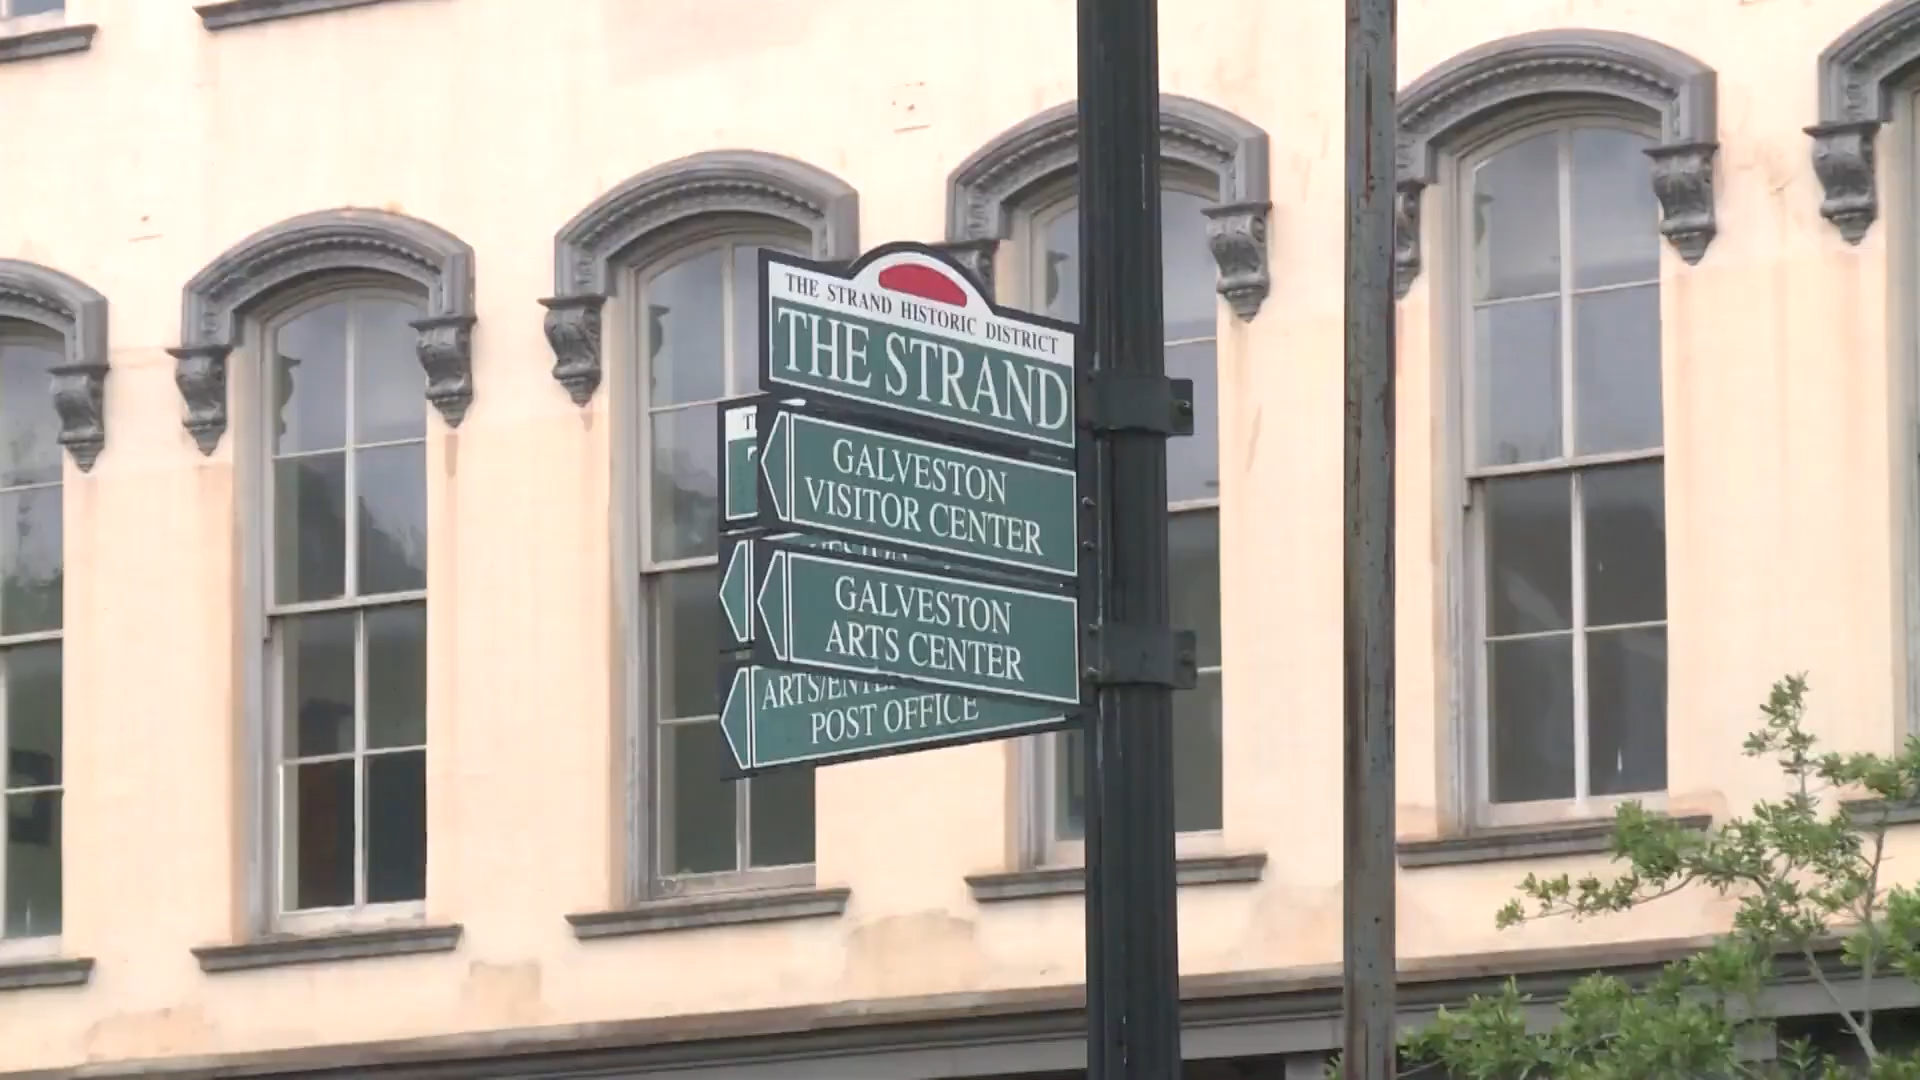 THE STRAND HISTORIC DISTRICT
THE STRAND
GALVESTON
VISITOR CENTER
GALVESTON
ARTS CENTER
POST OFFICE